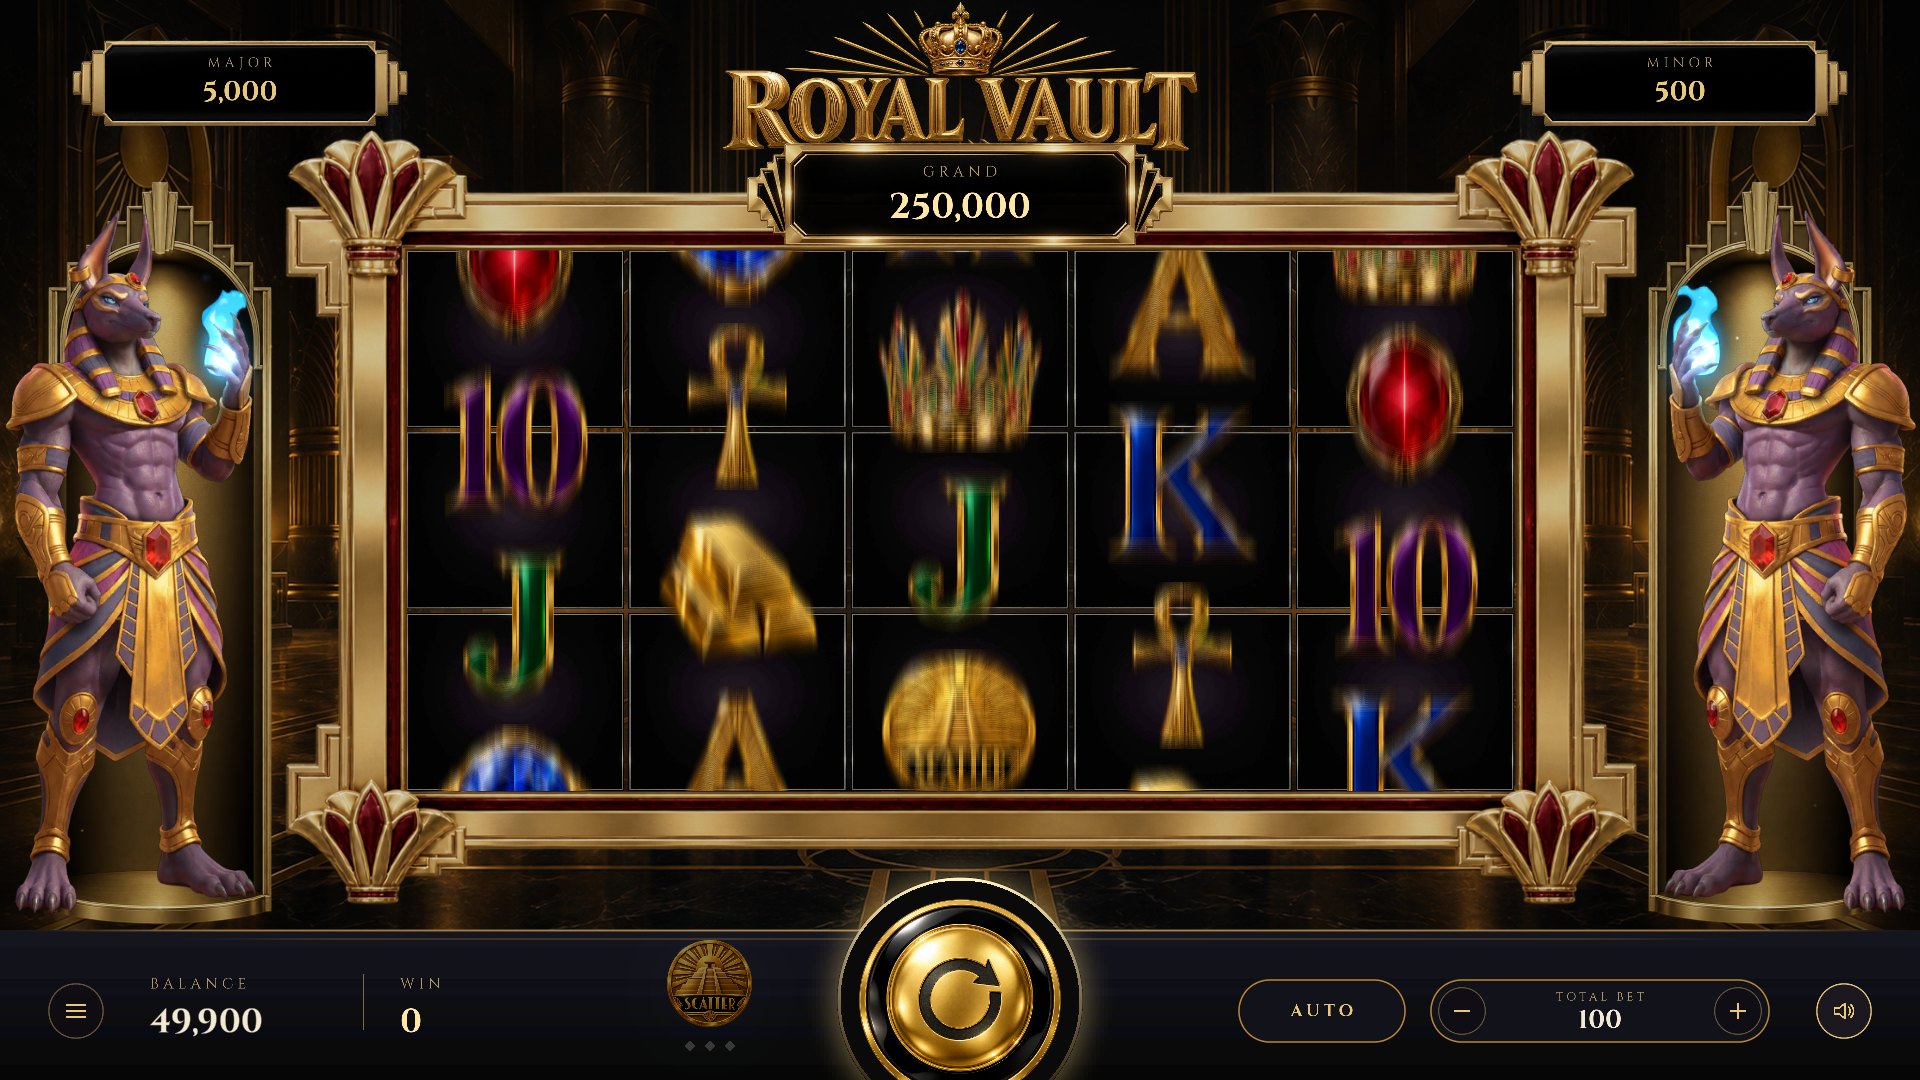 MAJOR
5,000
ROYAL VAULT
MINOR
500
GRAND
250,000
A
10
K
J
10
J
A
K
BALANCE
49,900
WIN
0
SCATTER
AUTO
TOTAL BET
100